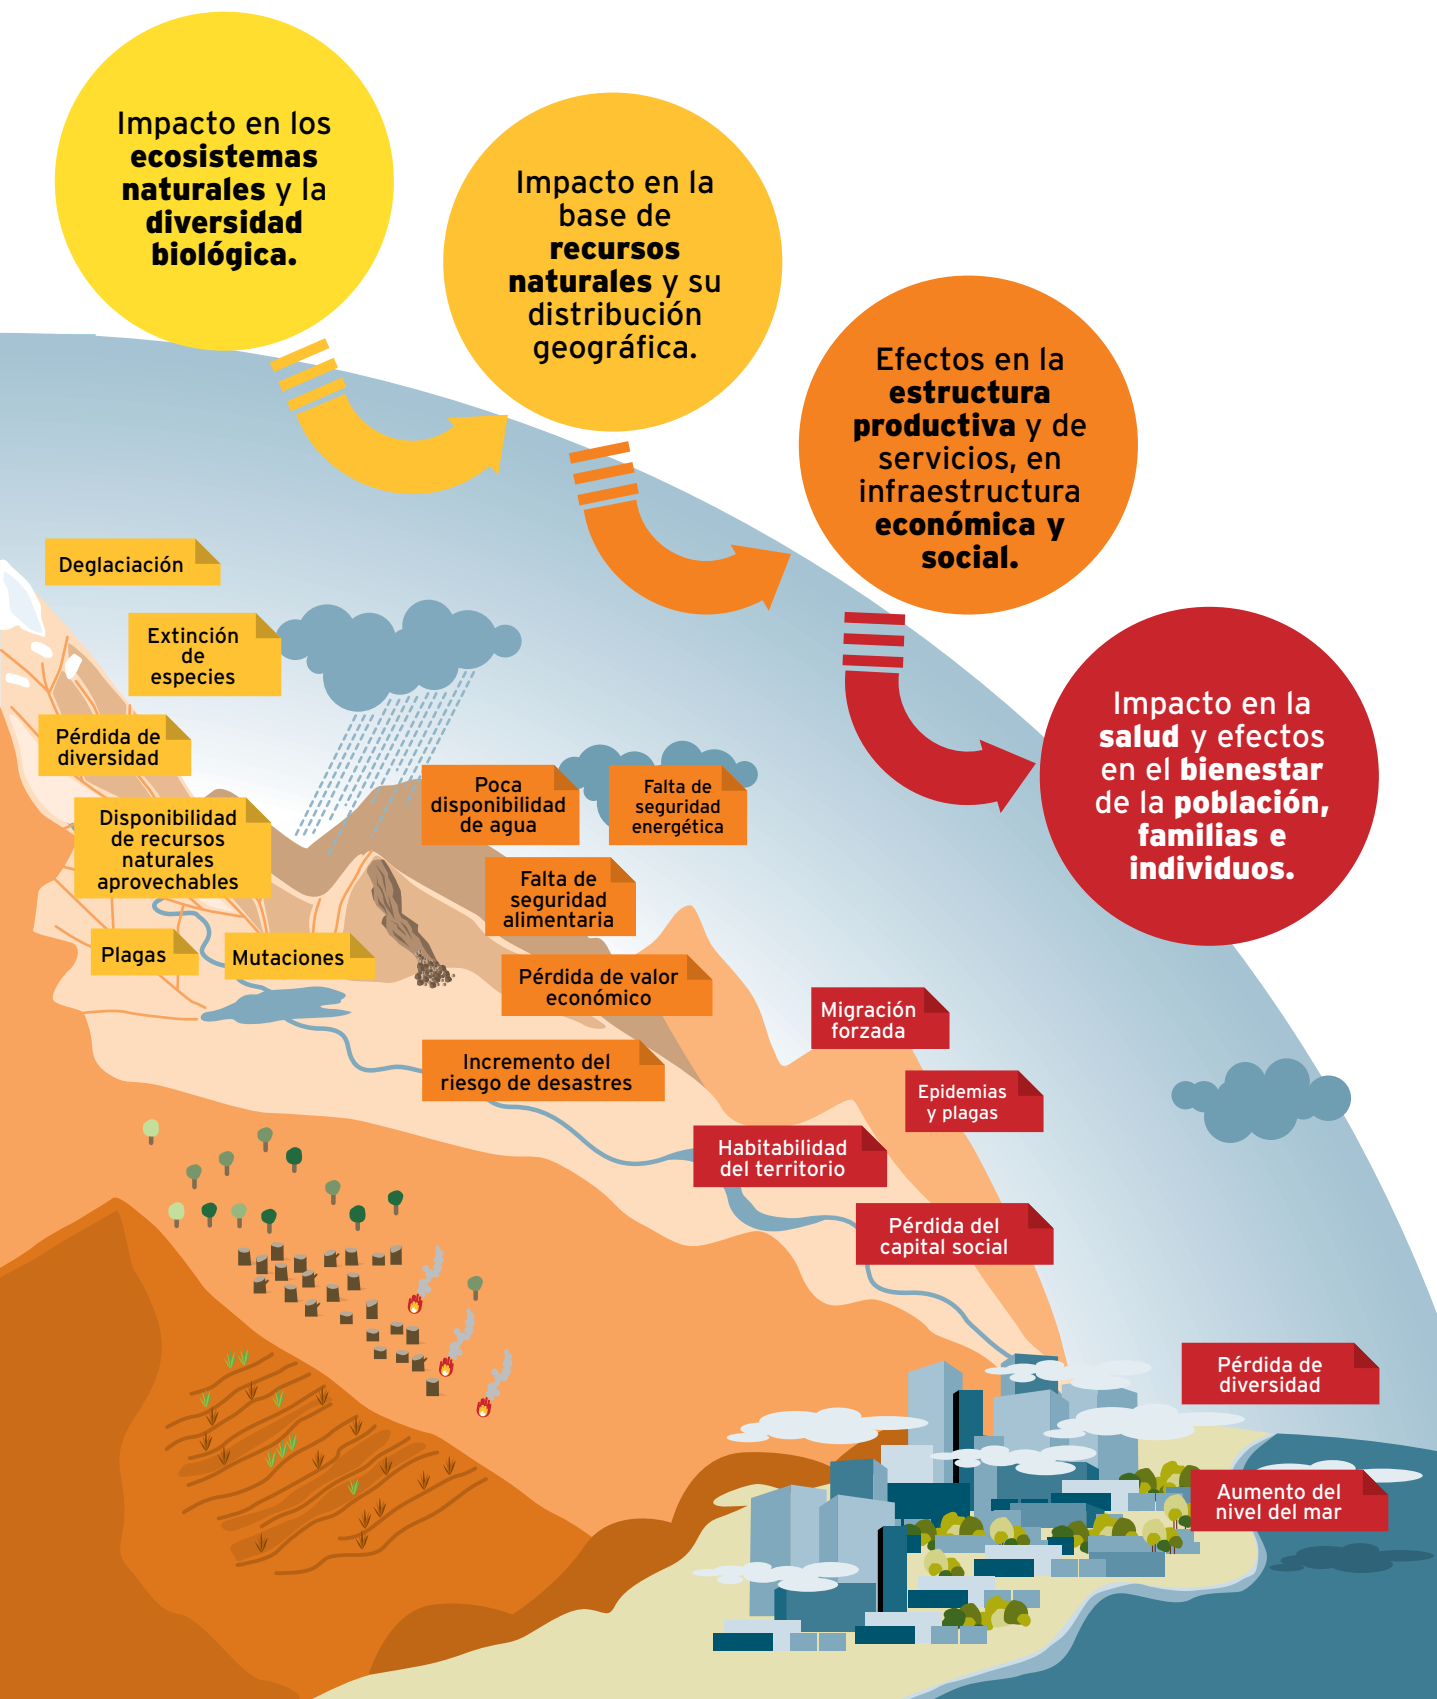 Impacto en los
ecosistemas
naturales y la
diversidad
biológica.
Impacto en la
base de
recursos
naturales y su
distribución
geográfica.
Efectos en la
estructura
productiva y de
servicios, en
infraestructura
económica y
social.
Impacto en la
salud y efectos
en el bienestar
de la población,
familias e
individuos.
Deglaciación
Extinción
de
especies
Pérdida de
diversidad
Disponibilidad
de recursos
naturales
aprovechables
Plagas
Mutaciones
Poca
disponibilidad
de agua
Falta de
seguridad
energética
Falta de
seguridad
alimentaria
Pérdida de valor
económico
Incremento del
riesgo de desastres
Migración
forzada
Epidemias
y plagas
Habitabilidad
del territorio
Pérdida del
capital social
Pérdida de
diversidad
Aumento del
nivel del mar